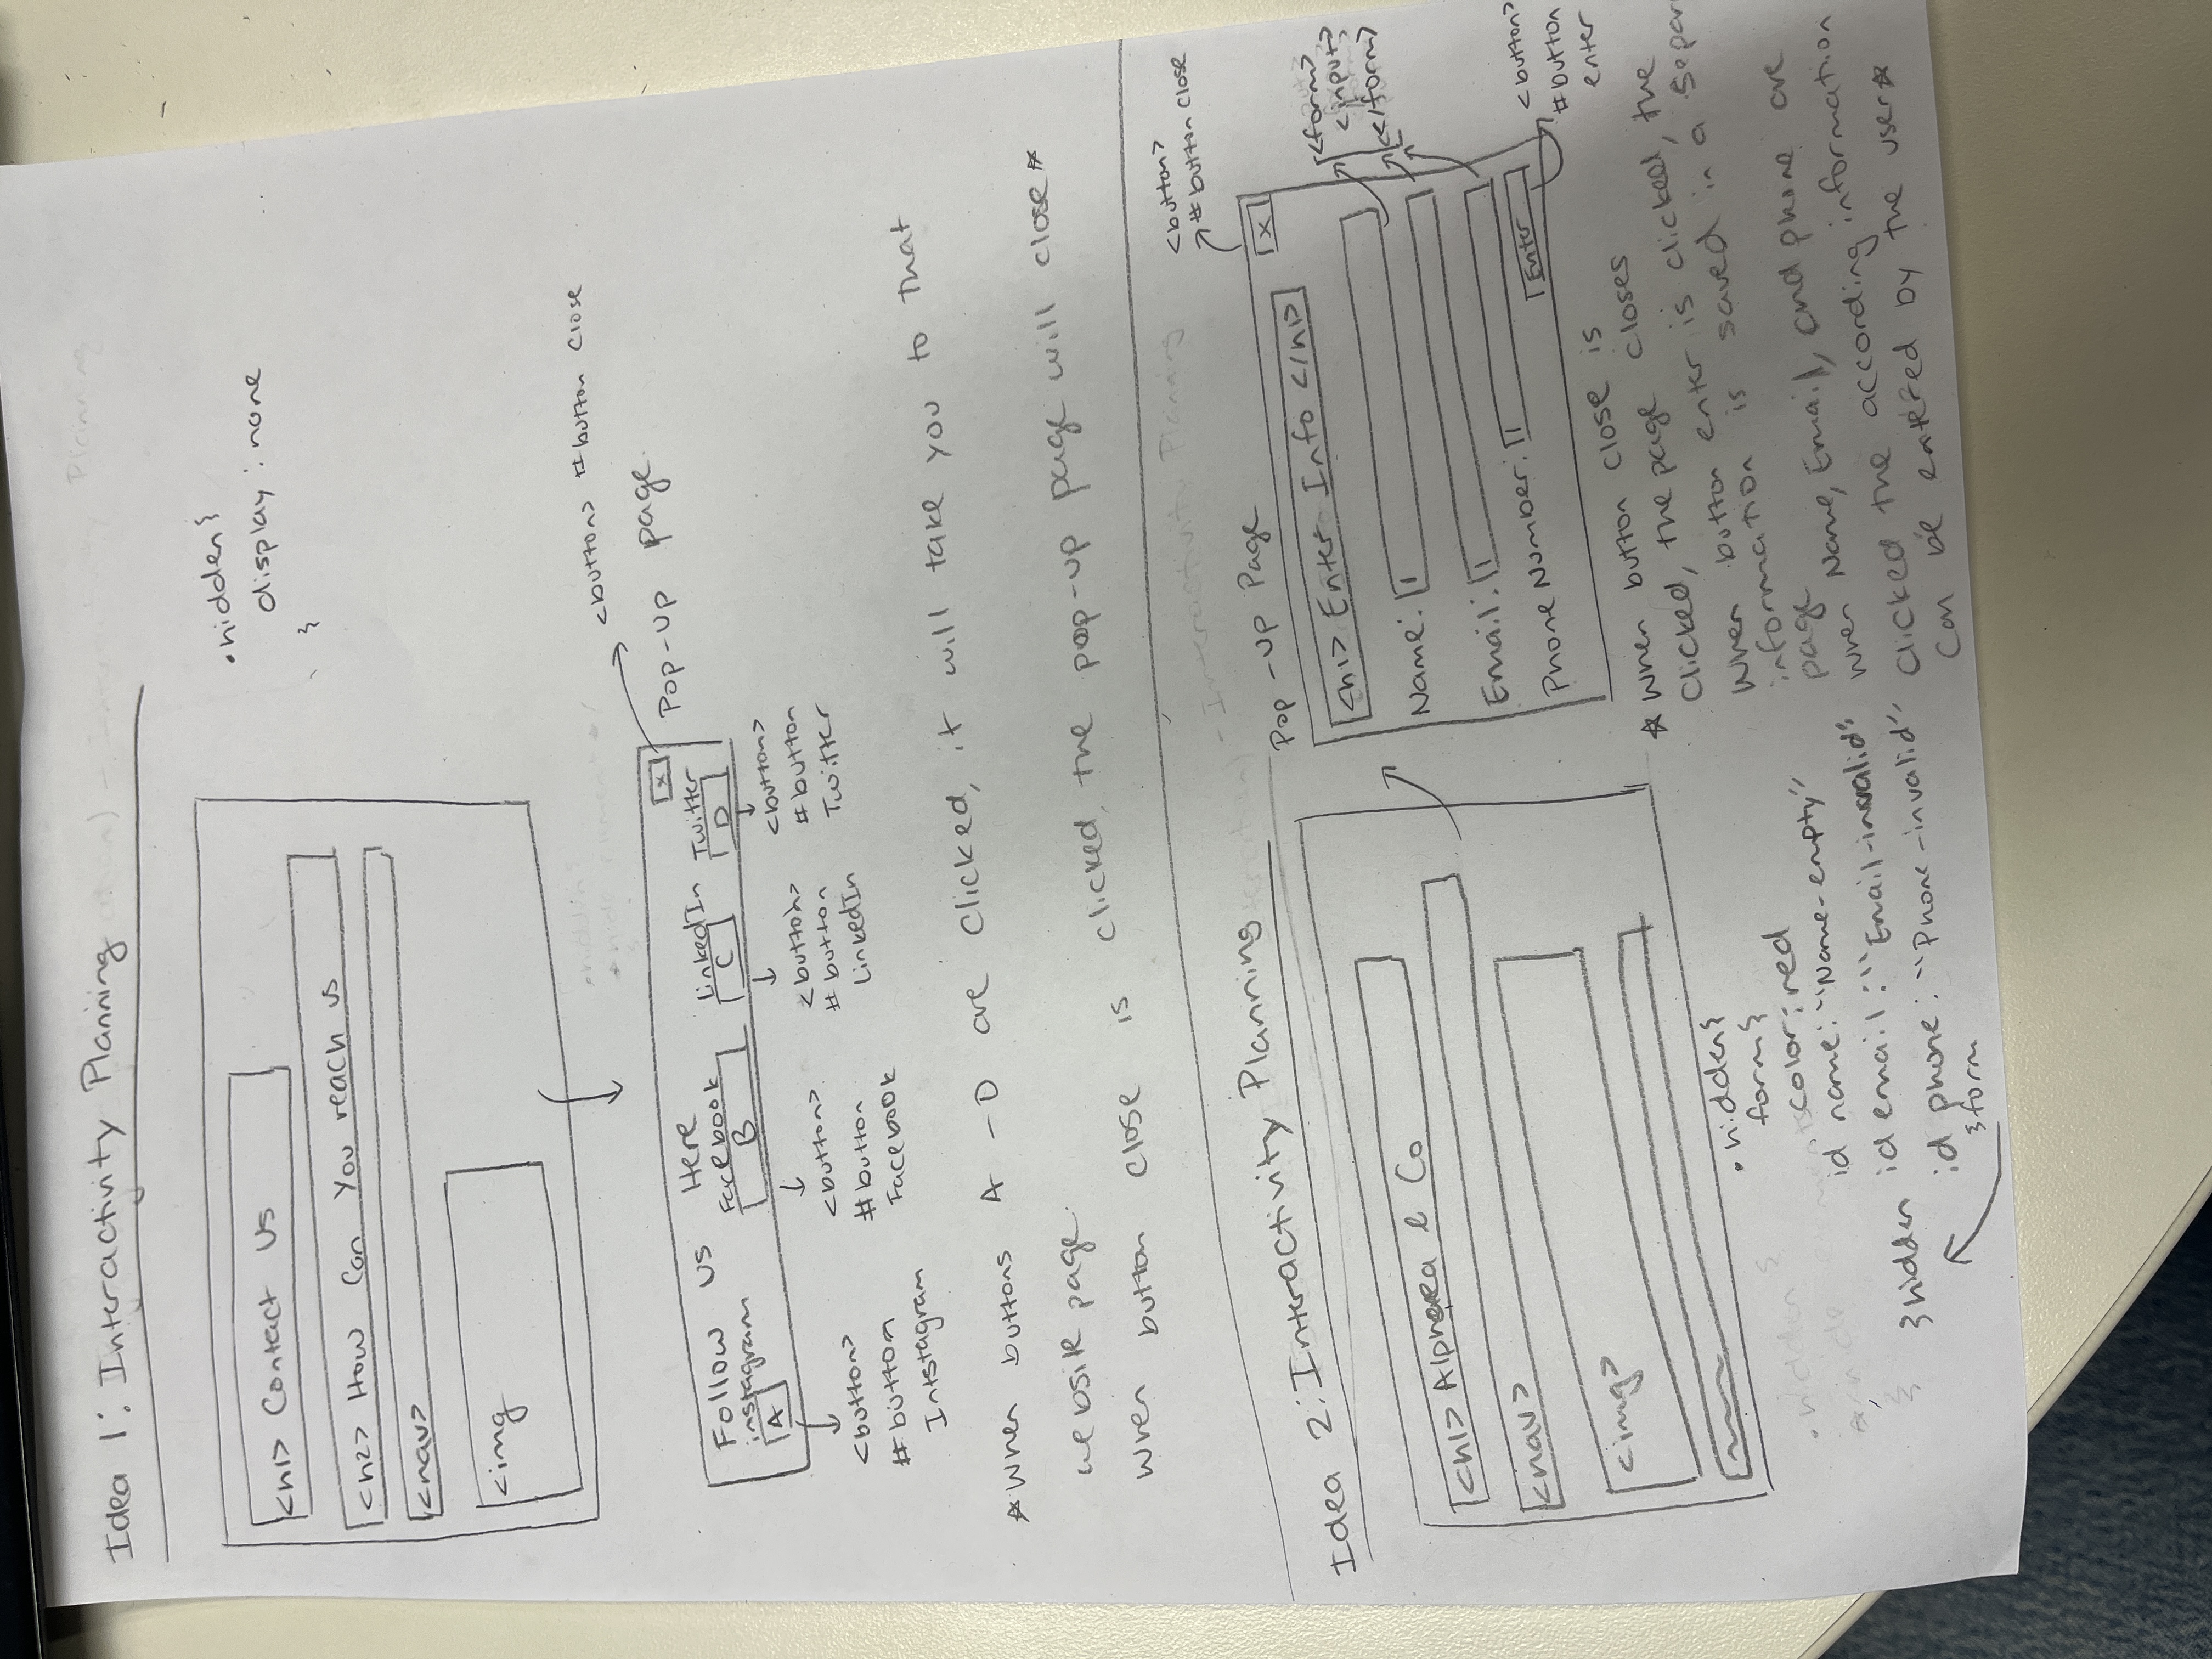 Idea 1: Interactivity Planning
.hidden{
display: none
}
<h1> Contact Us
<h2> How Can You reach us
<nav>
<img
<button> #button close
Pop-up page.
x
Follow us Here
instagram
A
Facebook
B
LinkedIn
C
Twitter
D
<button>
#button
Intstagram
<button>
#button
Facebook
<button>
#button
LinkedIn
<button>
#button
Twitter
*When buttons A-D are clicked, it will take you to that
website page.
When button close is clicked, the pop-up page will close*
Idea 2: Interactivity Planning
<h1> Alpharea & Co
<nav>
<img>
Pop-up Page
<button>
#button close
x
<h1> Enter Info </h1>
Name:
Email:
Phone Number:
Enter
<form>
<input>
</form>
<button>
#button
enter
*When button close is
clicked, the page closes
When button enter is clicked, the
information is saved in a separ
page
When Name, Email, and phone are
clicked the according information
can be entered by the user*
.hidden{
form{
color: red
id name: "Name-empty"
id email: "Email-invalid"
id phone: "Phone-invalid"
}form
}hidden